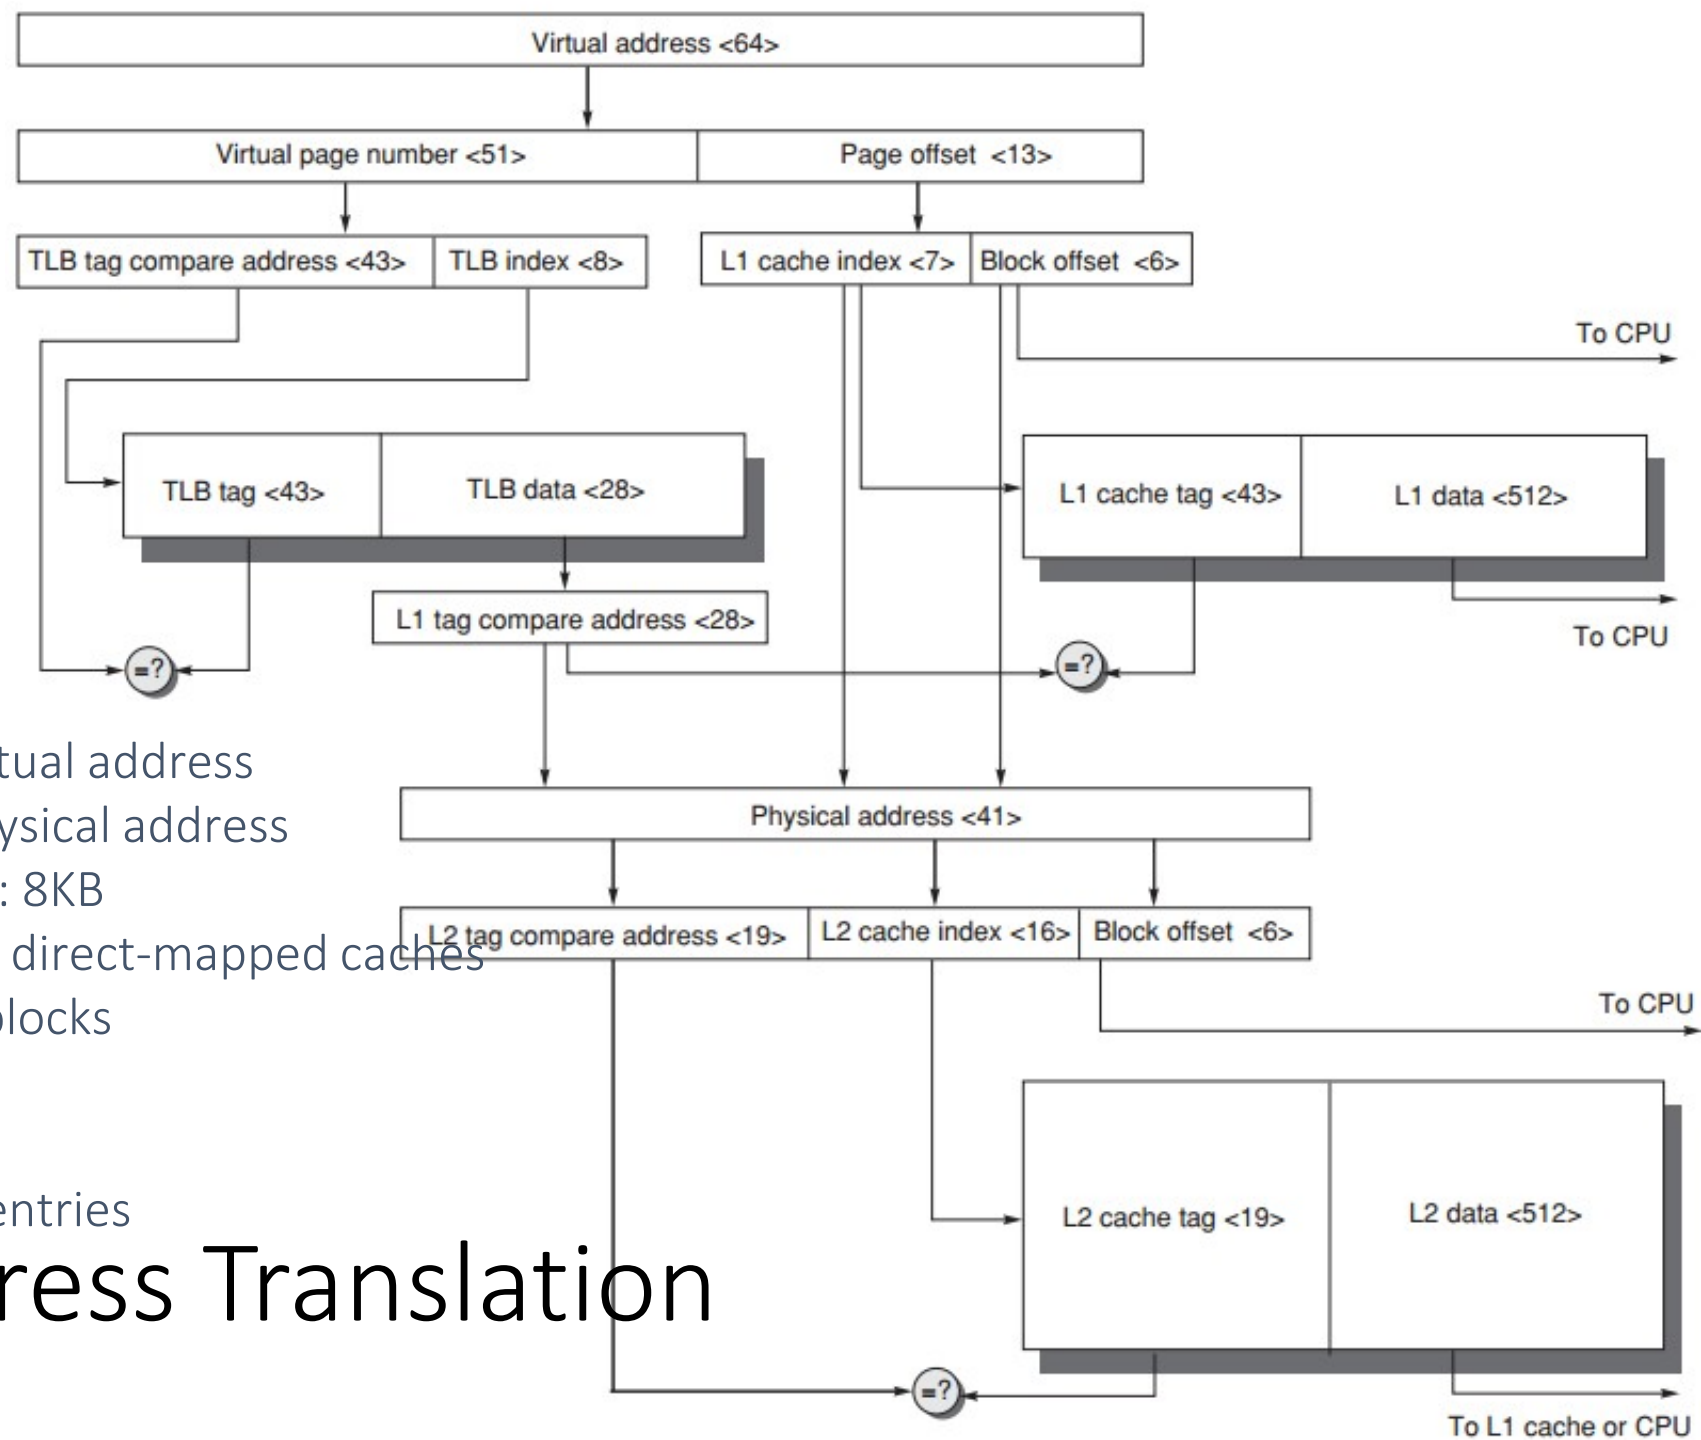 Virtual address <64>
Virtual page number <51> Page offset <13>
TLB tag compare address <43> TLB index <8> L1 cache index <7> Block offset <6>
To CPU
TLB tag <43> TLB data <28> L1 cache tag <43> L1 data <512>
L1 tag compare address <28>
To CPU
=? =?
tual address
ysical address
Physical address <41>
: 8KB
L2 tag compare address <19> L2 cache index <16> Block offset <6>
direct-mapped caches
blocks
To CPU
entries
L2 cache tag <19> L2 data <512>
ress Translation
=?
To L1 cache or CPU